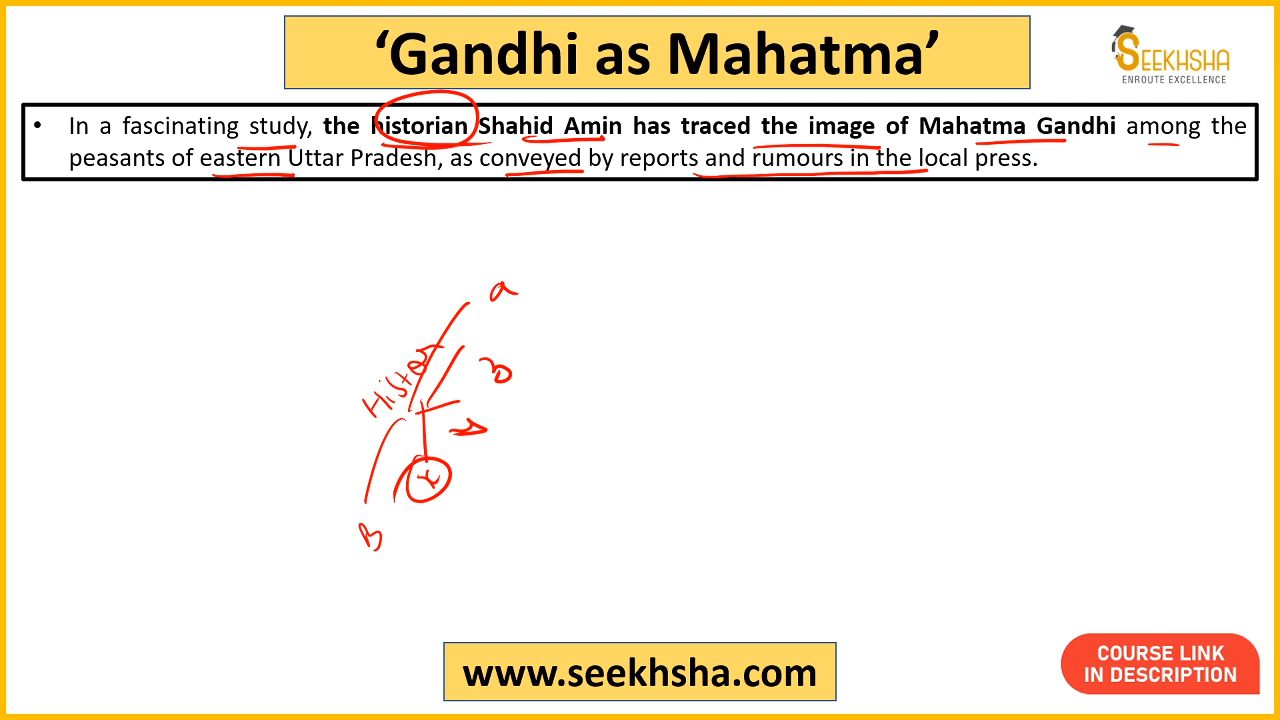 ‘Gandhi as Mahatma’
SEEKHSHA
ENROUTE EXCELLENCE
• In a fascinating study, the historian Shahid Amin has traced the image of Mahatma Gandhi among the
peasants of eastern Uttar Pradesh, as conveyed by reports and rumours in the local press.
a
B
www.seekhsha.com
COURSE LINK
IN DESCRIPTION